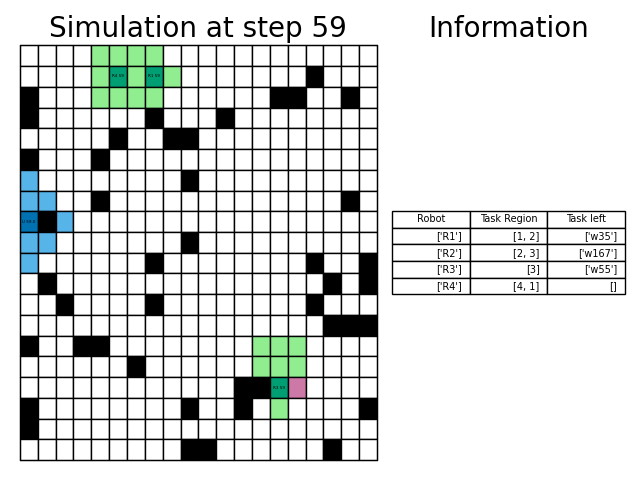 Simulation at step 59
Information
Robot Task Region Task left
['R1'] [1, 2] ['w35']
['R2'] [2, 3] ['w167']
['R3'] [3] ['w55']
['R4'] [4, 1] []